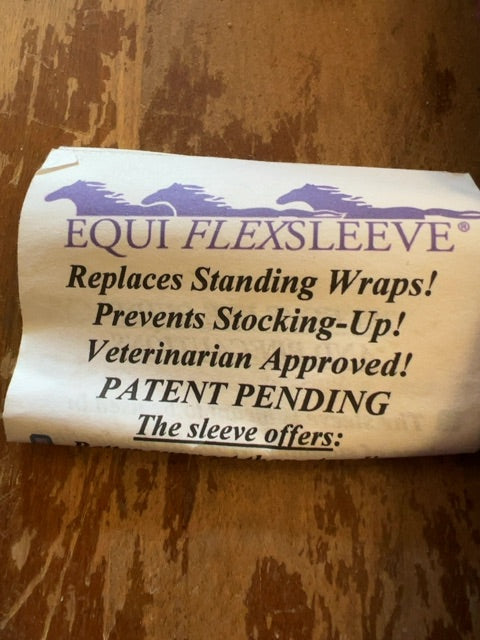 EQUI FLEXSLEEVE®
Replaces Standing Wraps!
Prevents Stocking-Up!
Veterinarian Approved!
PATENT PENDING
The sleeve offers: